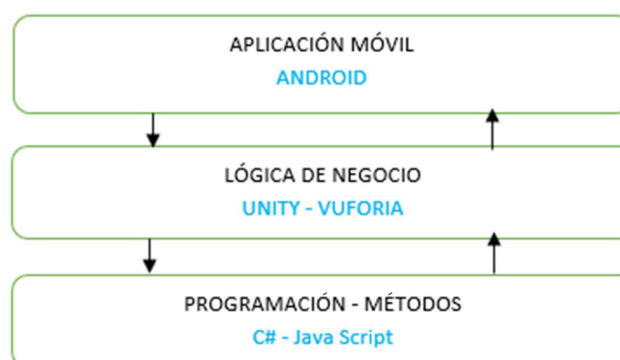 APLICACIÓN MÓVIL
ANDROID
LÓGICA DE NEGOCIO
UNITY - VUFORIA
PROGRAMACIÓN - MÉTODOS
C# - Java Script